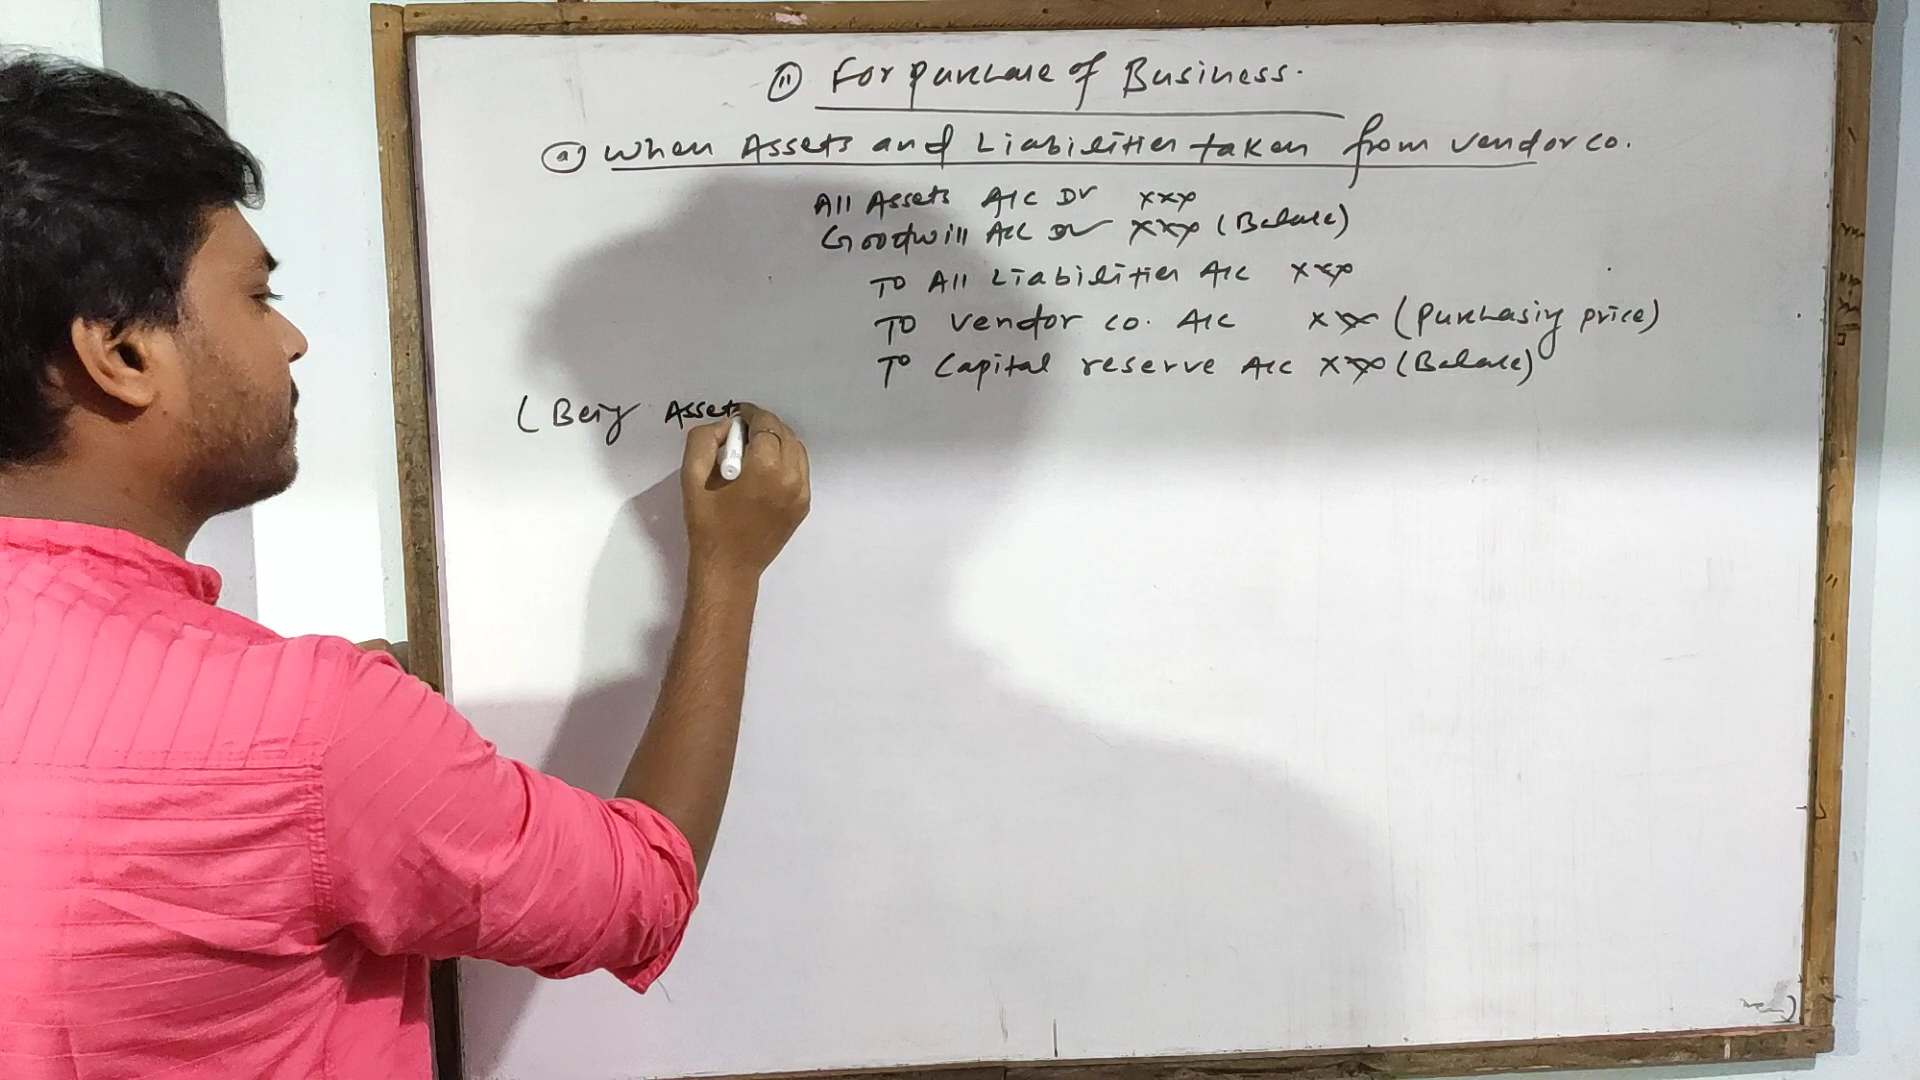 (11) For purchase of Business.
(a) When Assets and Liabilities taken from vendor co.
All Assets A/c Dr xxx
Goodwill A/c Dr xxx (Balance)
To All Liabilities A/c xxx
To Vendor co. A/c xxx (Purchasing price)
To Capital reserve A/c xxx (Balance)
(Being Assets